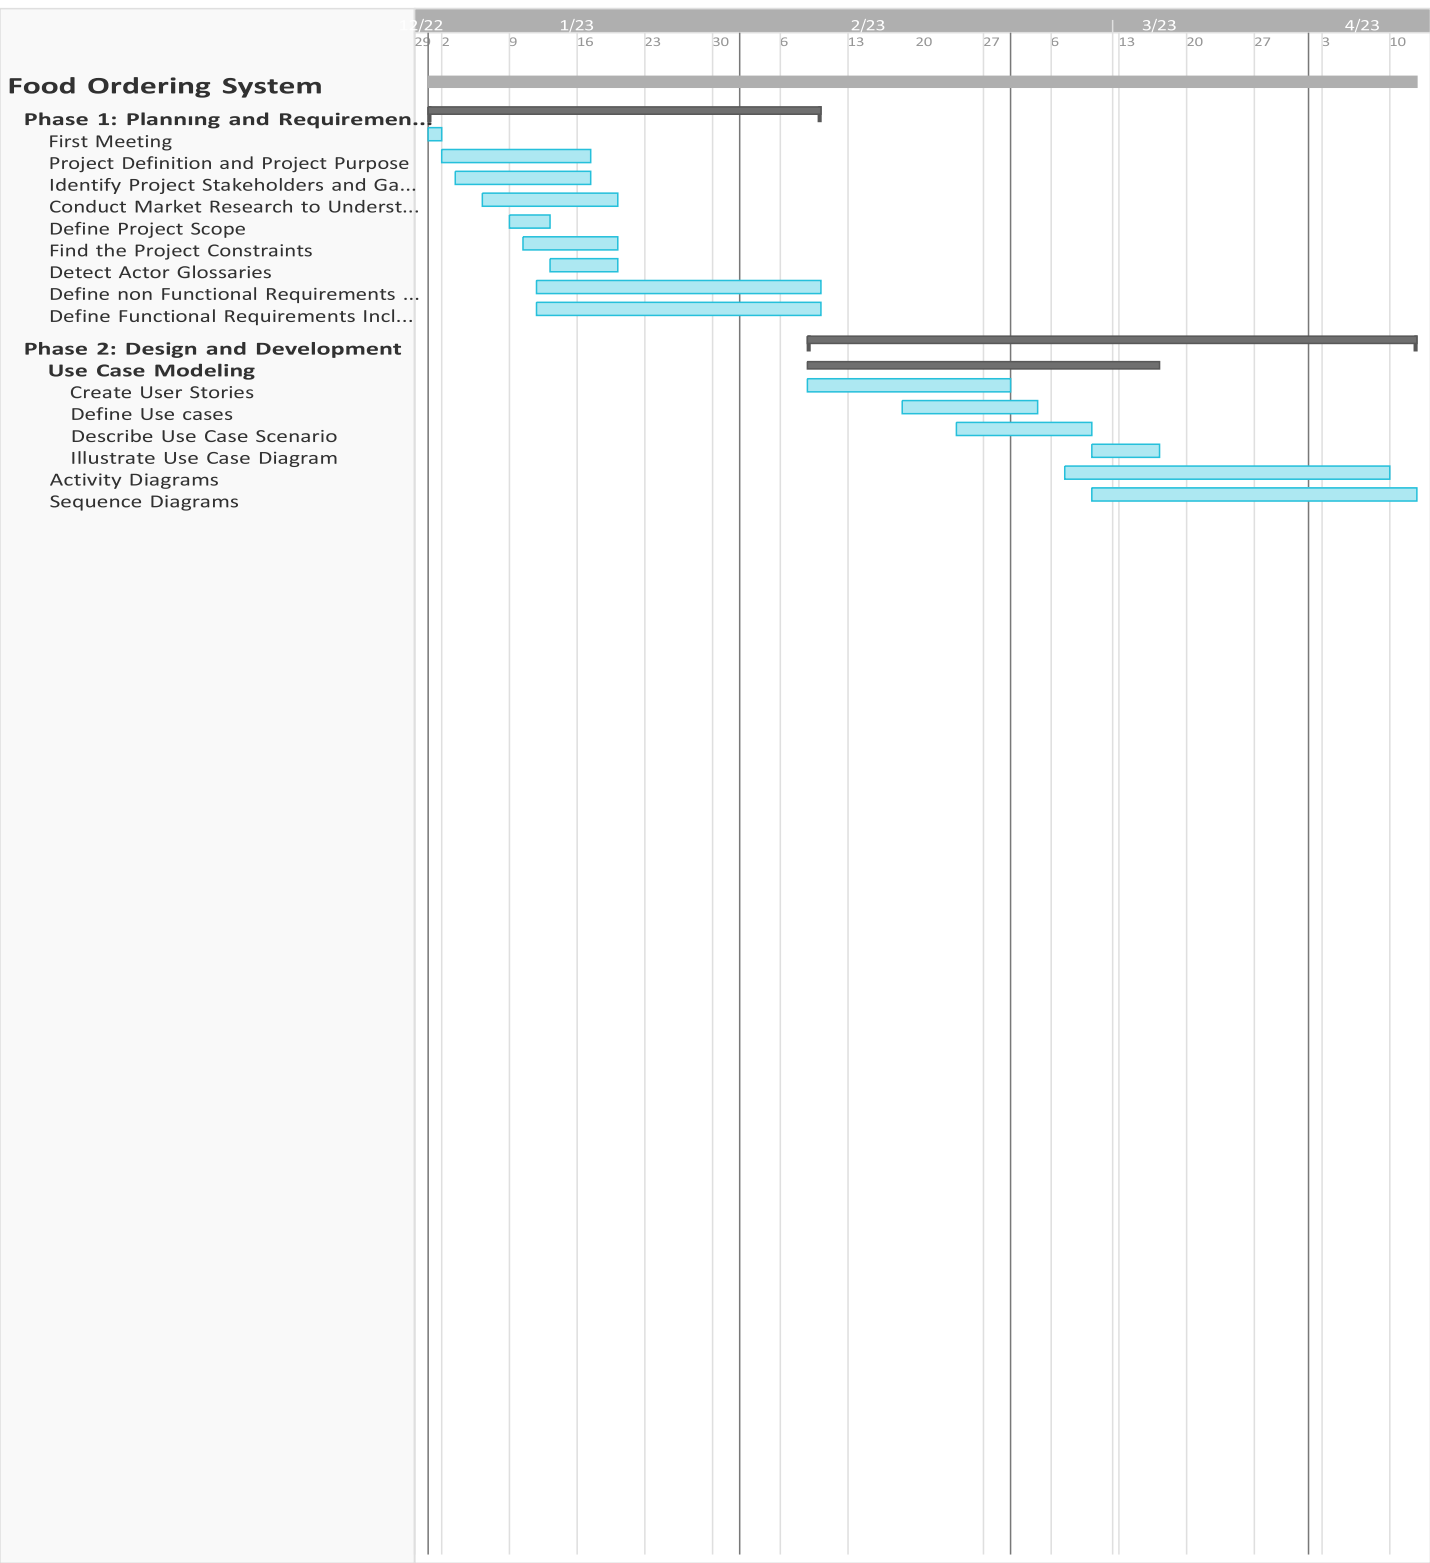 12/22 1/23 2/23 3/23 4/23
29 2 9 16 23 30 6 13 20 27 6 13 20 27 3 10
Food Ordering System
Phase 1: Planning and Requiremen...
First Meeting
Project Definition and Project Purpose
Identify Project Stakeholders and Ga...
Conduct Market Research to Underst...
Define Project Scope
Find the Project Constraints
Detect Actor Glossaries
Define non Functional Requirements ...
Define Functional Requirements Incl...
Phase 2: Design and Development
Use Case Modeling
Create User Stories
Define Use cases
Describe Use Case Scenario
Illustrate Use Case Diagram
Activity Diagrams
Sequence Diagrams